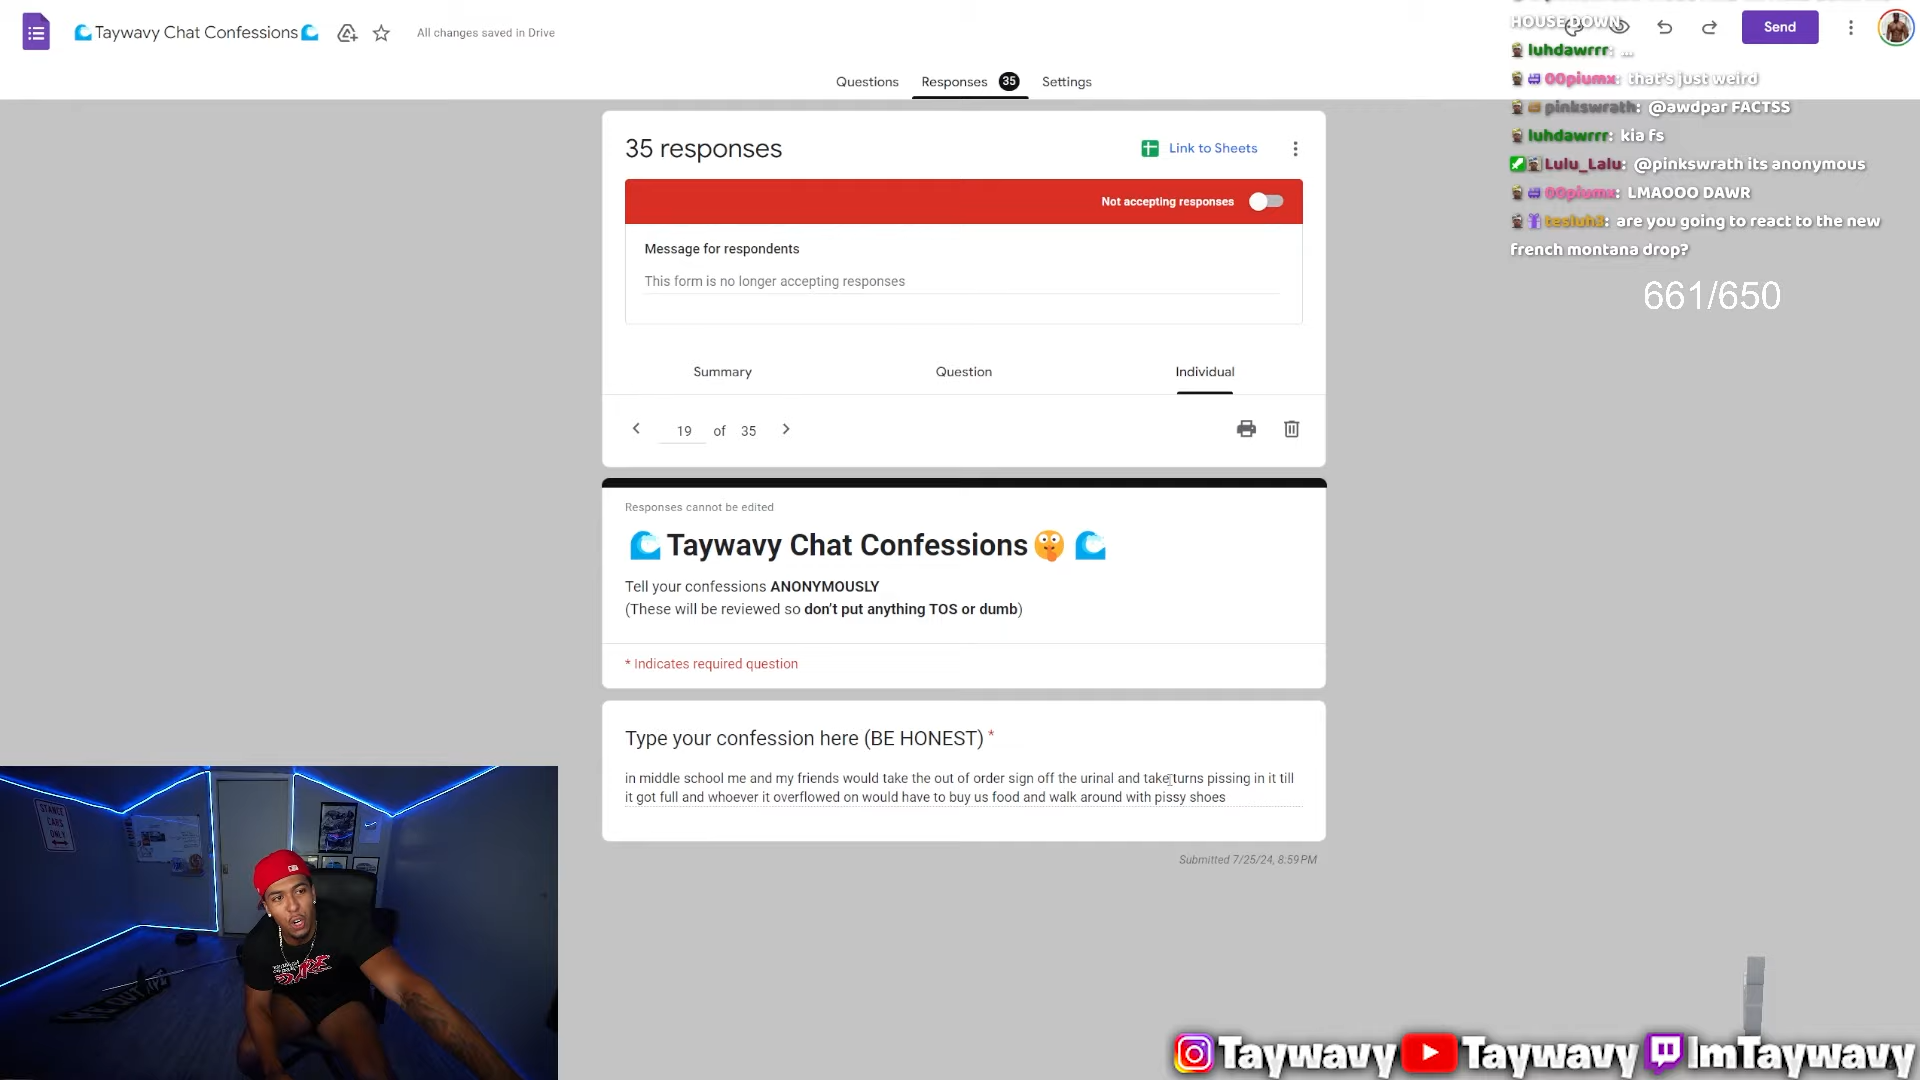 🌊Taywavy Chat Confessions🌊
All changes saved in Drive
Send
Questions
Responses 35
Settings
35 responses
Link to Sheets
Not accepting responses
Message for respondents
This form is no longer accepting responses
Summary
Question
Individual
19 of 35
Responses cannot be edited
🌊Taywavy Chat Confessions🤫🌊
Tell your confessions ANONYMOUSLY
(These will be reviewed so don't put anything TOS or dumb)
* Indicates required question
Type your confession here (BE HONEST) *
in middle school me and my friends would take the out of order sign off the urinal and take turns pissing in it till
it got full and whoever it overflowed on would have to buy us food and walk around with pissy shoes
Submitted 7/25/24, 8:59 PM
HOUSE DOWN
luhdawrrr: ...
00piumx: that's just weird
pinkswrath: @awdpar FACTSS
luhdawrrr: kia fs
Lulu_Lalu: @pinkswrath its anonymous
00piumx: LMAOOO DAWR
tesluh3: are you going to react to the new
french montana drop?
661/650
STANCE
CARS
ONLY
Taywavy
Taywavy
ImTaywavy